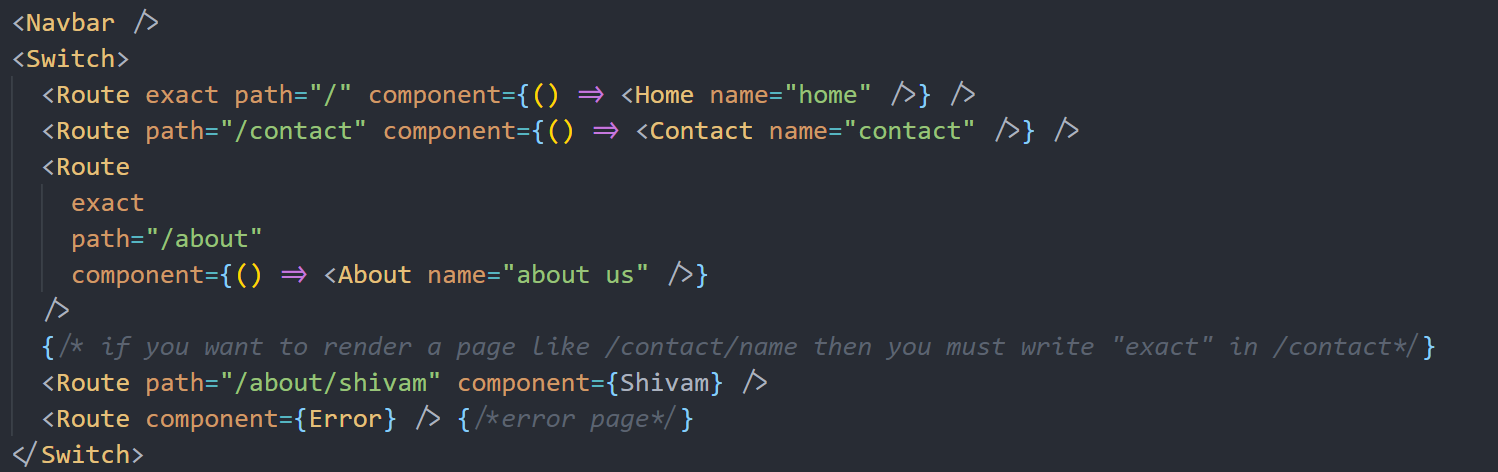 <Navbar />
<Switch>
<Route exact path="/" component={() => <Home name="home" />} />
<Route path="/contact" component={() => <Contact name="contact" />} />
<Route
exact
path="/about"
component={() => <About name="about us" />}
/>
{/* if you want to render a page like /contact/name then you must write "exact" in /contact*/}
<Route path="/about/shivam" component={Shivam} />
<Route component={Error} /> {/*error page*/}
</Switch>